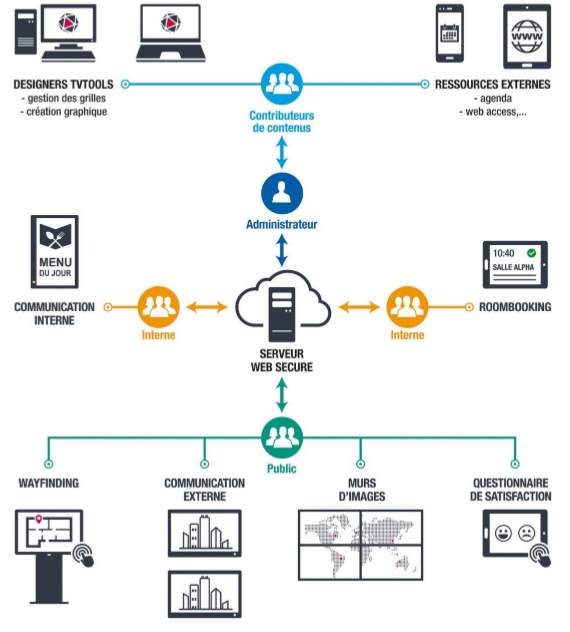 WWW
DESIGNERS TVTOOLS
- gestion des grilles
- création graphique
RESSOURCES EXTERNES
- agenda
- web access,...
Contributeurs
de contenus
Administrateur
MENU
DU JOUR
10:40
SALLE ALPHA
COMMUNICATION
INTERNE
Interne
Interne
ROOMBOOKING
SERVEUR
WEB SECURE
Public
WAYFINDING
COMMUNICATION
EXTERNE
MURS
D'IMAGES
QUESTIONNAIRE
DE SATISFACTION